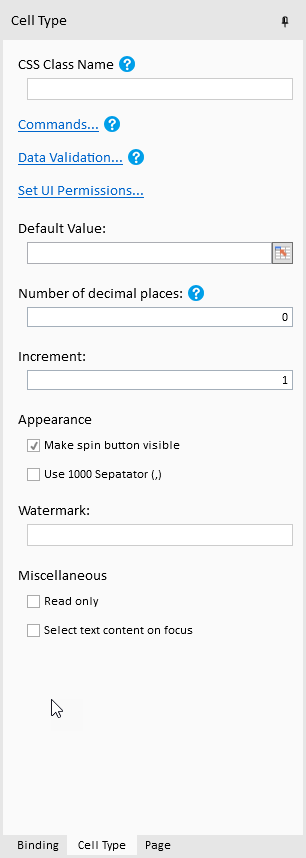 Cell Type
CSS Class Name ?
Commands... ?
Data Validation... ?
Set UI Permissions...
Default Value:
Number of decimal places: ?
0
Increment:
1
Appearance
Make spin button visible
Use 1000 Sepatator (,)
Watermark:
Miscellaneous
Read only
Select text content on focus
Binding Cell Type Page